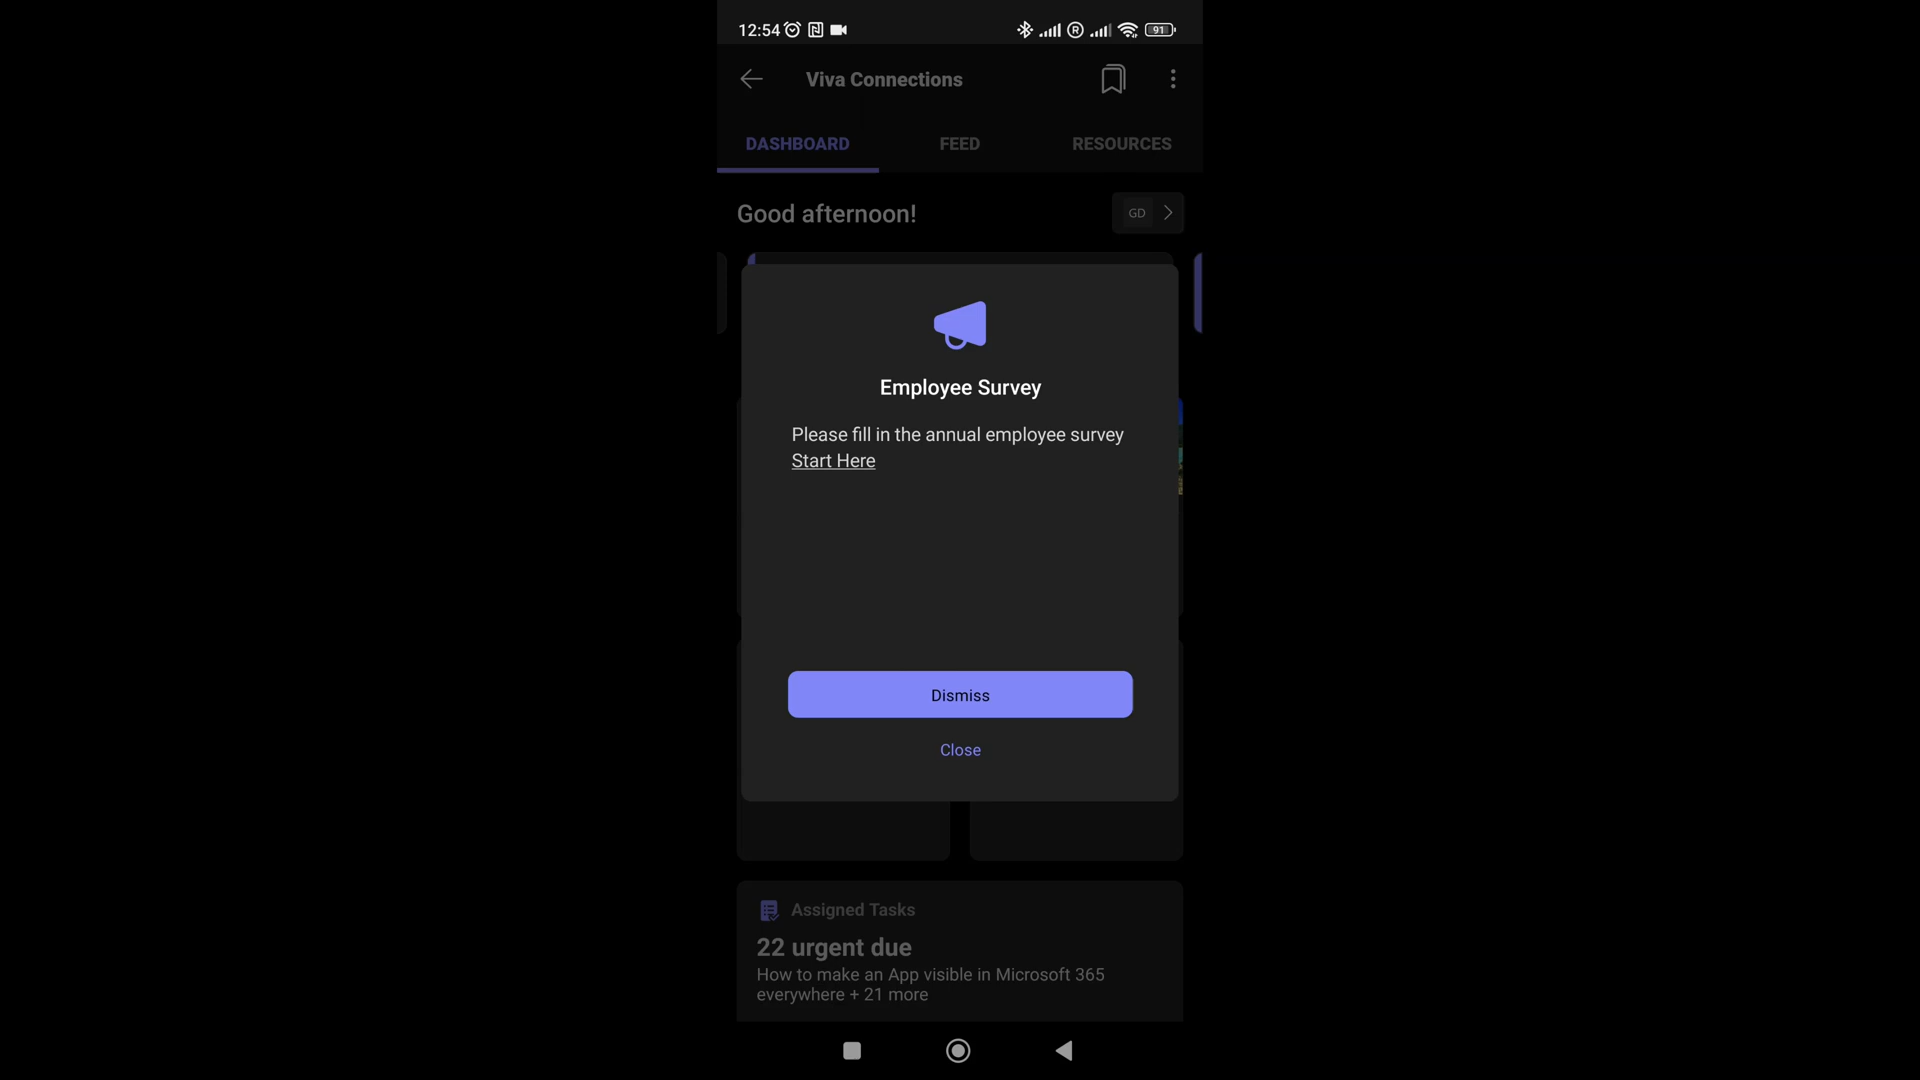 12:54
91
Viva Connections
DASHBOARD FEED RESOURCES
Good afternoon!
GD
Employee Survey
Please fill in the annual employee survey
Start Here
Dismiss
Close
Assigned Tasks
22 urgent due
How to make an App visible in Microsoft 365
everywhere + 21 more